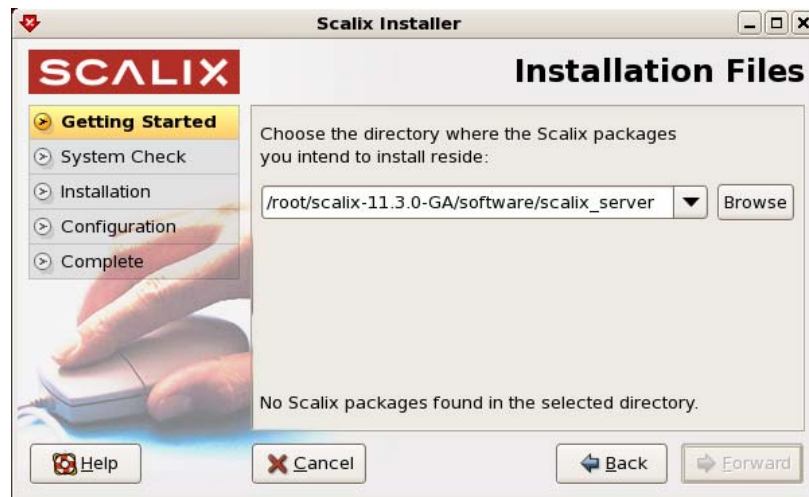 Scalix Installer
SCALIX
Installation Files
Getting Started
System Check
Installation
Configuration
Complete
Choose the directory where the Scalix packages
you intend to install reside:
/root/scalix-11.3.0-GA/software/scalix_server
Browse
No Scalix packages found in the selected directory.
Help
Cancel
Back
Forward